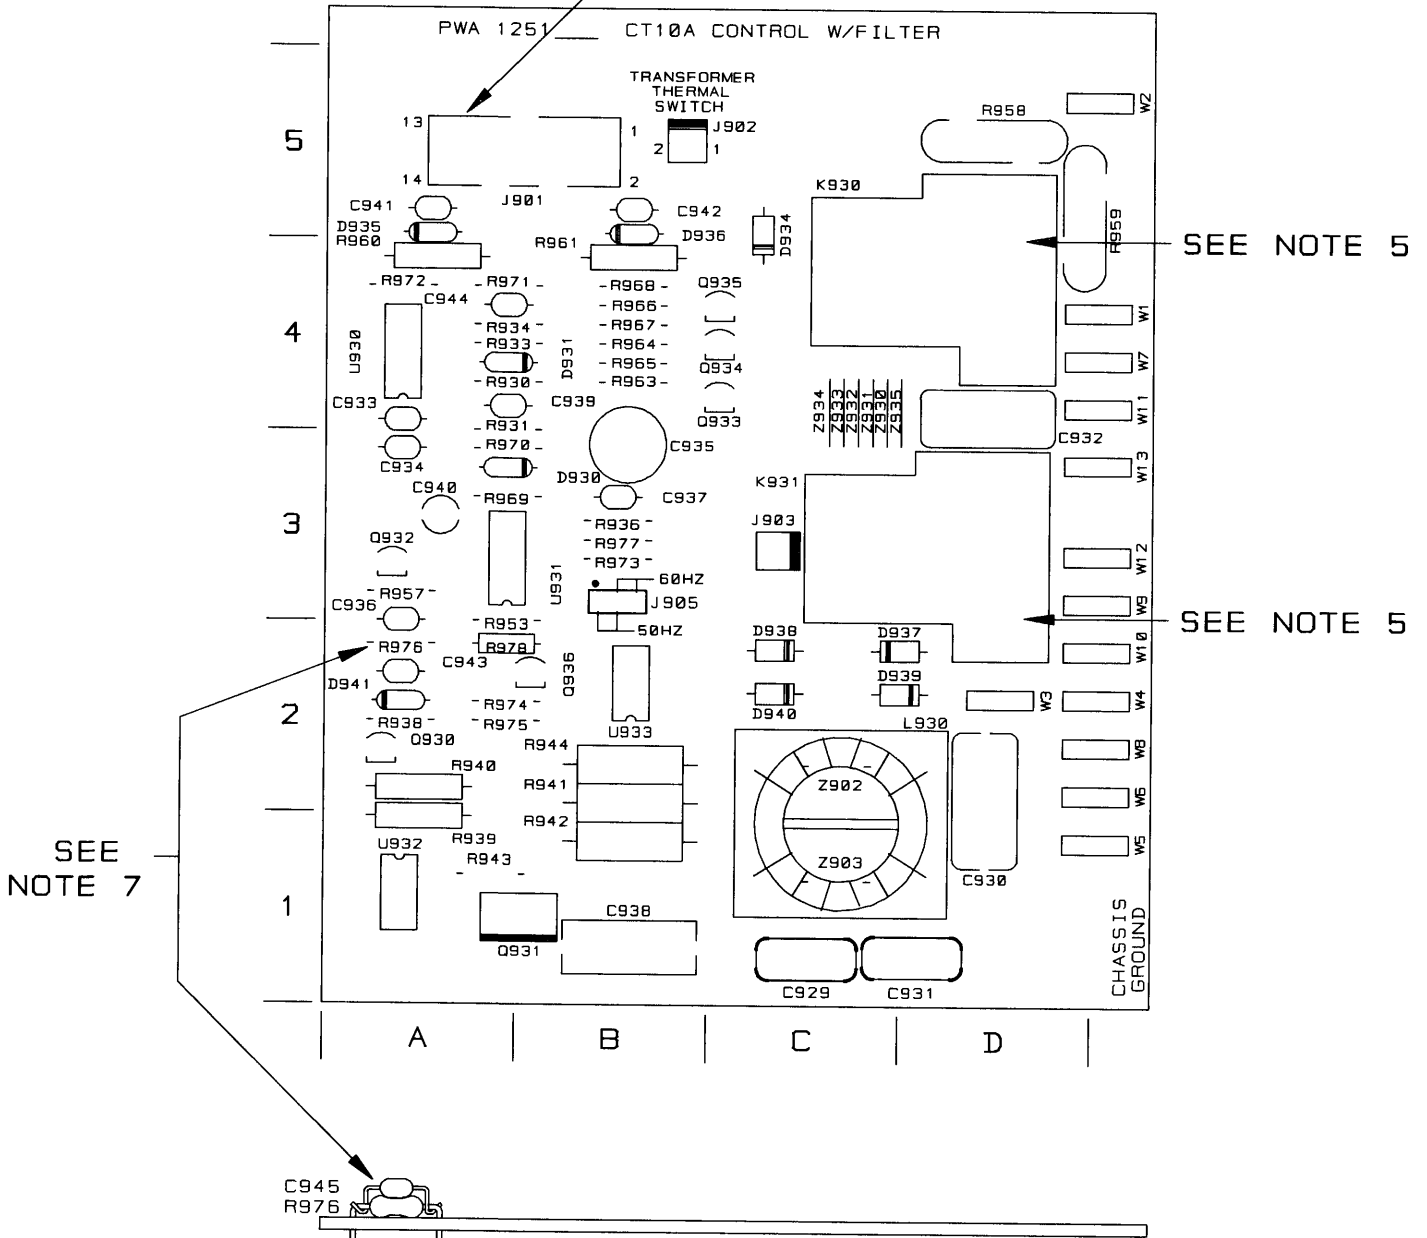 PWA 1251 CT10A CONTROL W/FILTER
TRANSFORMER
THERMAL
SWITCH
J902
2 1
13 1
14 2
J901
R958
W2
5
K930
R959
C941
C942
D934
D935
D936
R960
R961
SEE NOTE 5
R972
R971
R968
Q935
C944
R966
W1
R934
R967
4
U930
R933
D931
R964
R965
Q934
W7
R930
R963
C933
C939
Q933
Z934
Z933
Z932
Z931
Z930
Z935
W11
R931
R970
C935
C932
C934
D930
K931
W13
C940
R969
C937
J903
3
R936
Q932
R977
R973
W12
U931
60HZ
R957
J905
C936
W9
R953
50HZ
D938
D937
SEE NOTE 5
R976
R978
C943
Q936
W10
D941
D939
2
R974
W3
W4
R938
R975
U933
D940
L930
Q930
R944
W8
R940
R941
Z902
W6
R942
SEE
NOTE 7
U932
R939
R943
Z903
W5
C930
1
C938
CHASSIS
GROUND
Q931
C929
C931
A B C D
C945
R976